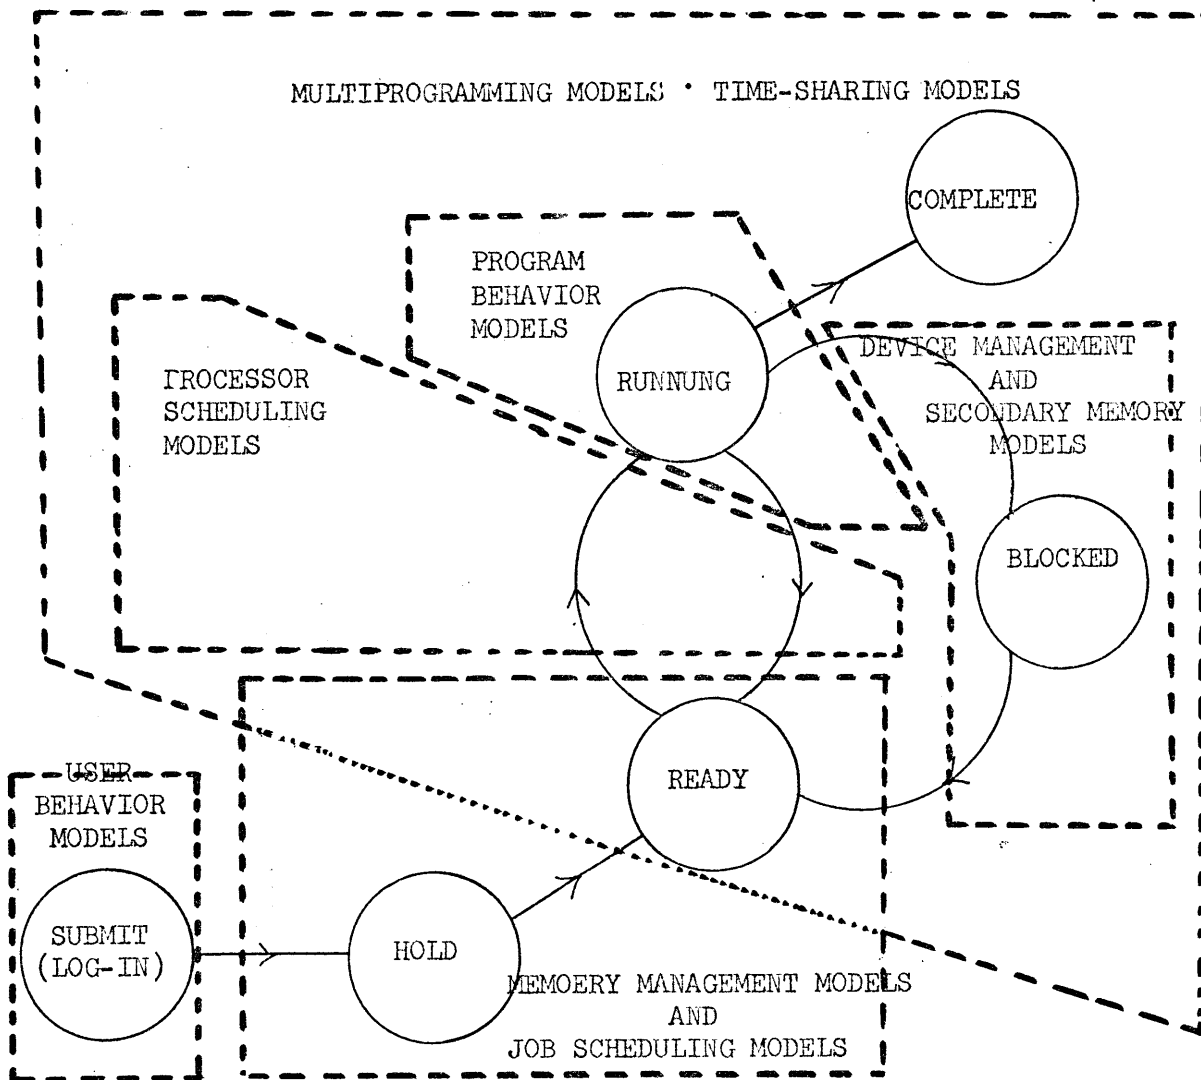 MULTIPROGRAMMING MODELS · TIME-SHARING MODELS
COMPLETE
PROGRAM
BEHAVIOR
MODELS
RUNNUNG
DEVICE MANAGEMENT
AND
SECONDARY MEMORY
MODELS
PROCESSOR
SCHEDULING
MODELS
BLOCKED
READY
USER
BEHAVIOR
MODELS
SUBMIT
(LOG-IN)
HOLD
MEMOERY MANAGEMENT MODELS
AND
JOB SCHEDULING MODELS